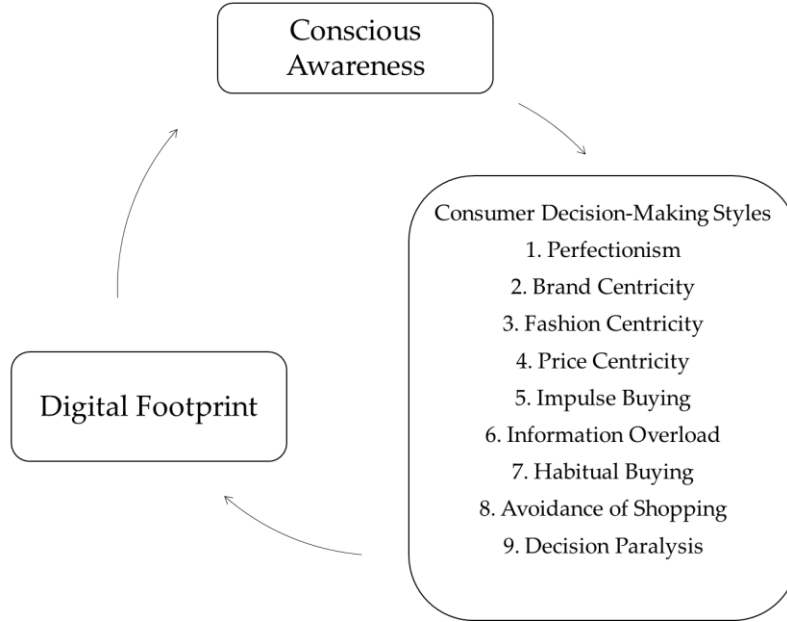 Conscious
Awareness
Consumer Decision-Making Styles
1. Perfectionism
2. Brand Centricity
3. Fashion Centricity
4. Price Centricity
5. Impulse Buying
6. Information Overload
7. Habitual Buying
8. Avoidance of Shopping
9. Decision Paralysis
Digital Footprint